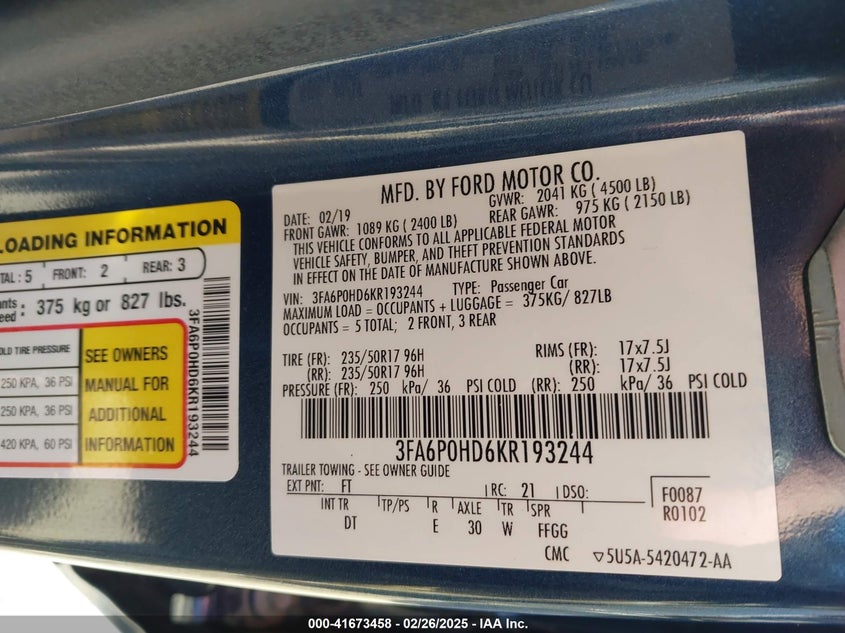 LOADING INFORMATION
TOTAL: 5 FRONT: 2 REAR: 3
375 kg or 827 lbs.
COLD TIRE PRESSURE
250 KPA, 36 PSI
250 KPA, 36 PSI
420 KPA, 60 PSI
SEE OWNERS
MANUAL FOR
ADDITIONAL
INFORMATION
3FA6P0HD6KR193244
MFD. BY FORD MOTOR CO.
DATE: 02/19 GVWR: 2041 KG ( 4500 LB)
FRONT GAWR: 1089 KG ( 2400 LB) REAR GAWR: 975 KG ( 2150 LB)
THIS VEHICLE CONFORMS TO ALL APPLICABLE FEDERAL MOTOR
VEHICLE SAFETY, BUMPER, AND THEFT PREVENTION STANDARDS
IN EFFECT ON THE DATE OF MANUFACTURE SHOWN ABOVE.
VIN: 3FA6P0HD6KR193244 TYPE: Passenger Car
MAXIMUM LOAD = OCCUPANTS + LUGGAGE = 375KG/ 827LB
OCCUPANTS = 5 TOTAL; 2 FRONT, 3 REAR
TIRE (FR): 235/50R17 96H RIMS (FR): 17x7.5J
(RR): 235/50R17 96H (RR): 17x7.5J
PRESSURE (FR): 250 kPa/ 36 PSI COLD (RR): 250 kPa/ 36 PSI COLD
3FA6P0HD6KR193244
TRAILER TOWING - SEE OWNER GUIDE
EXT PNT: FT RC: 21 DSO: F0087
INT TR TP/PS R AXLE TR SPR R0102
DT E 30 W FFGG
CMC ▽5U5A-5420472-AA
000-41673458 - 02/26/2025 - IAA Inc.